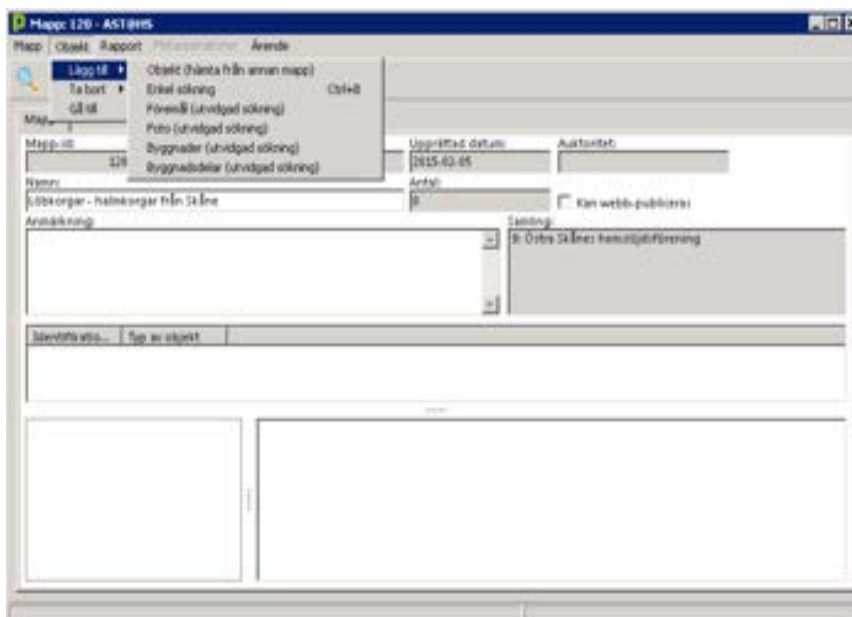 Mapp: 120 - ASTØHS
Mapp Objekt Rapport Ärende
Lägg till
Ta bort
Gå till
Objekt (hämta från annan mapp)
Enkel sökning Ctrl+B
Föremål (utvidgad sökning)
Foto (utvidgad sökning)
Byggnader (utvidgad sökning)
Byggnadsdelar (utvidgad sökning)
Mapp-id: Upprättad datum: Auktoritet:
120 2015-02-05
Namn: Antal:
Löbkorgar - halmkorgar från Skåne 0 Kan webb-publiceras
Anmärkning: Samling:
9: Östra Skånes hemslöjdsförening
Identifikatio... Typ av objekt